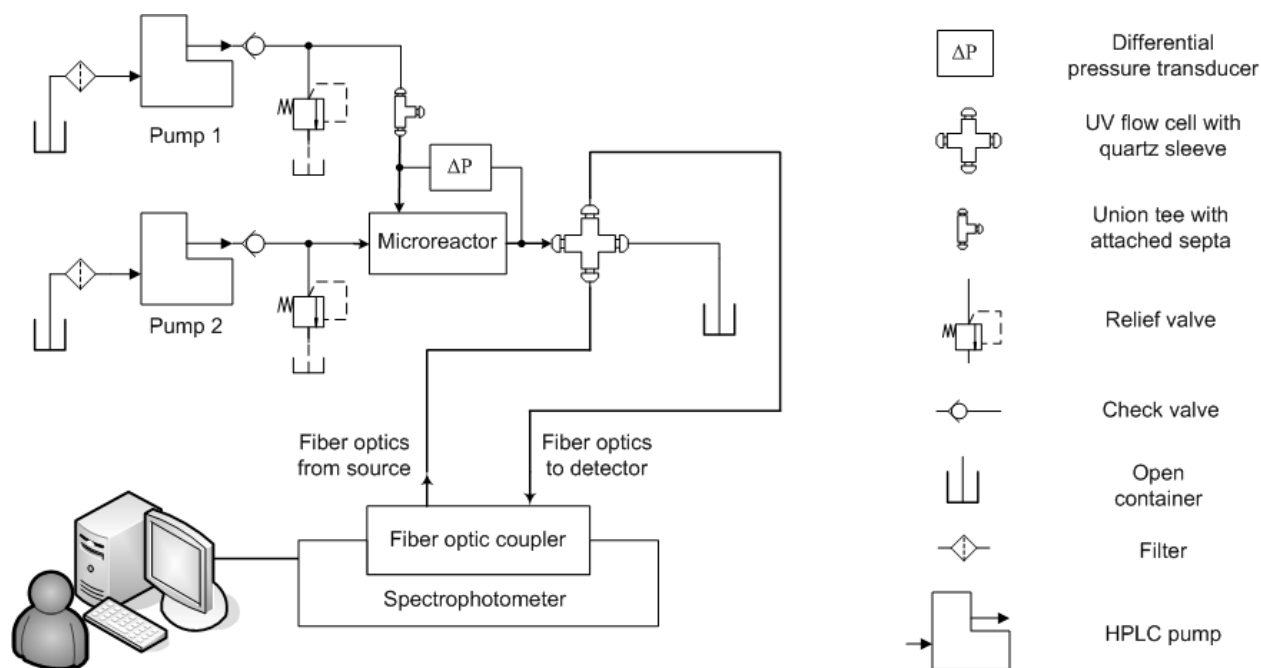 Pump 1
ΔP
Microreactor
Pump 2
Fiber optics
from source
Fiber optics
to detector
Fiber optic coupler
Spectrophotometer
ΔP
Differential
pressure transducer
UV flow cell with
quartz sleeve
Union tee with
attached septa
Relief valve
Check valve
Open
container
Filter
HPLC pump